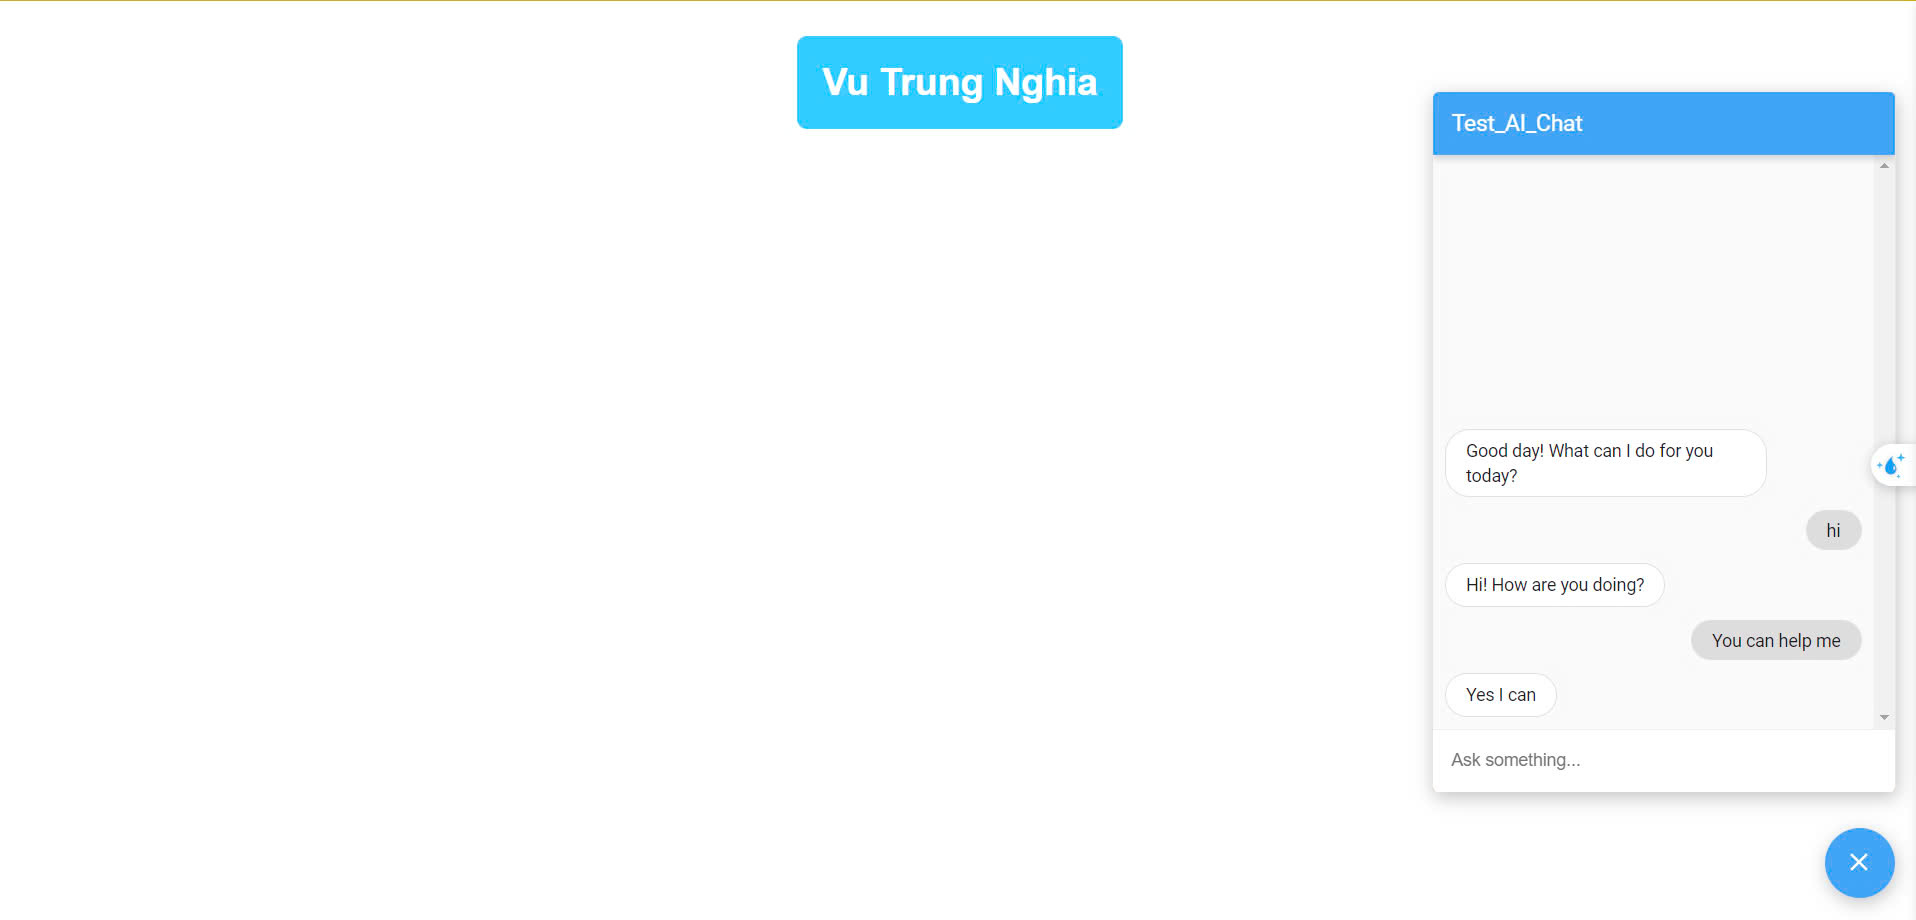 Vu Trung Nghia
Test_AI_Chat
Good day! What can I do for you
today?
hi
Hi! How are you doing?
You can help me
Yes I can
Ask something...